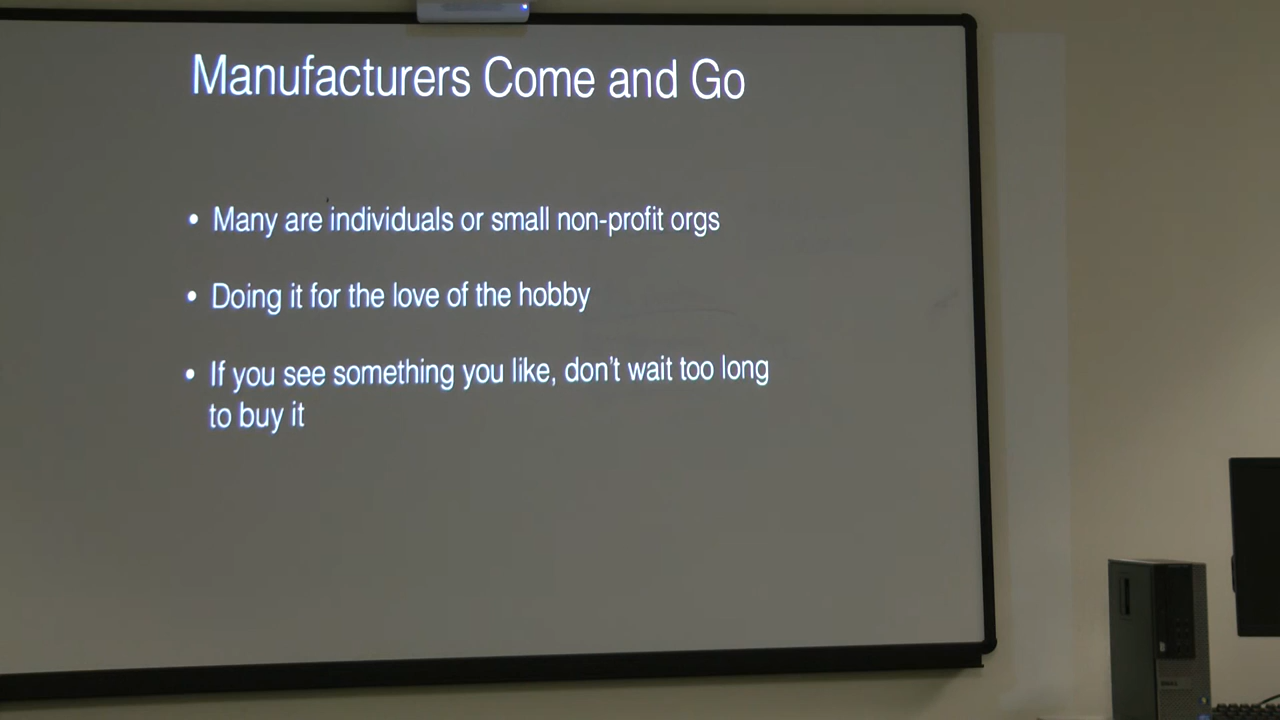 Manufacturers Come and Go
• Many are individuals or small non-profit orgs
• Doing it for the love of the hobby
• If you see something you like, don't wait too long
to buy it